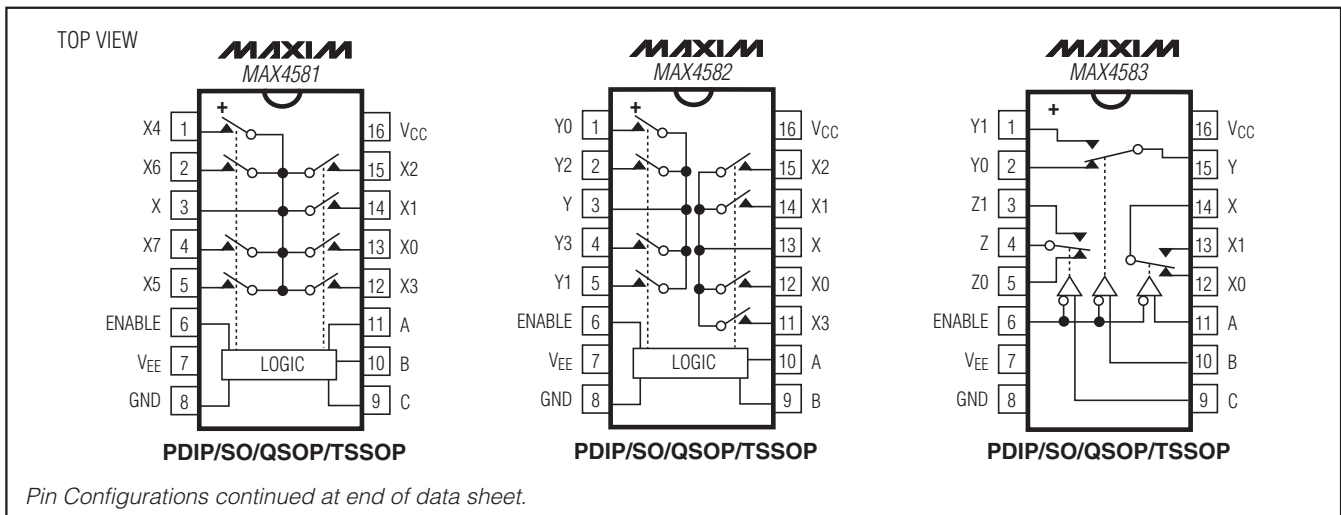 TOP VIEW
MAXIM
MAX4581
+
X4 1
X6 2
X 3
X7 4
X5 5
ENABLE 6
VEE 7
GND 8
16 VCC
15 X2
14 X1
13 X0
12 X3
11 A
10 B
9 C
LOGIC
PDIP/SO/QSOP/TSSOP
MAXIM
MAX4582
+
Y0 1
Y2 2
Y 3
Y3 4
Y1 5
ENABLE 6
VEE 7
GND 8
16 VCC
15 X2
14 X1
13 X
12 X0
11 X3
10 A
9 B
LOGIC
PDIP/SO/QSOP/TSSOP
MAXIM
MAX4583
+
Y1 1
Y0 2
Z1 3
Z 4
Z0 5
ENABLE 6
VEE 7
GND 8
16 VCC
15 Y
14 X
13 X1
12 X0
11 A
10 B
9 C
PDIP/SO/QSOP/TSSOP
Pin Configurations continued at end of data sheet.